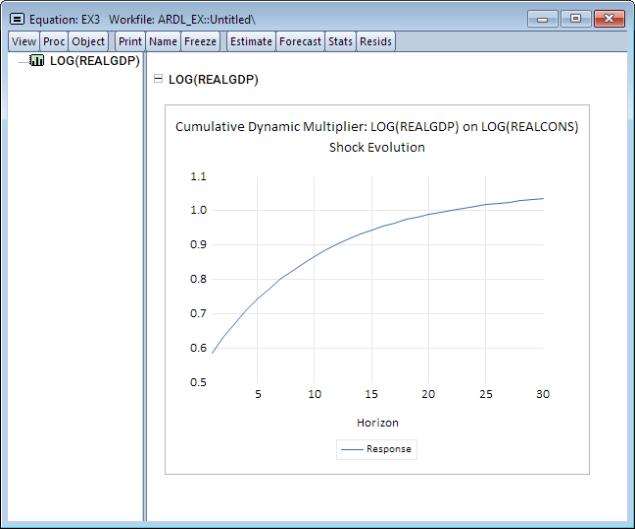 Equation: EX3 Workfile: ARDL_EX::Untitled\
View Proc Object Print Name Freeze Estimate Forecast Stats Resids
LOG(REALGDP)
LOG(REALGDP)
Cumulative Dynamic Multiplier: LOG(REALGDP) on LOG(REALCONS)
Shock Evolution
1.1
1.0
0.9
0.8
0.7
0.6
0.5
5 10 15 20 25 30
Horizon
Response